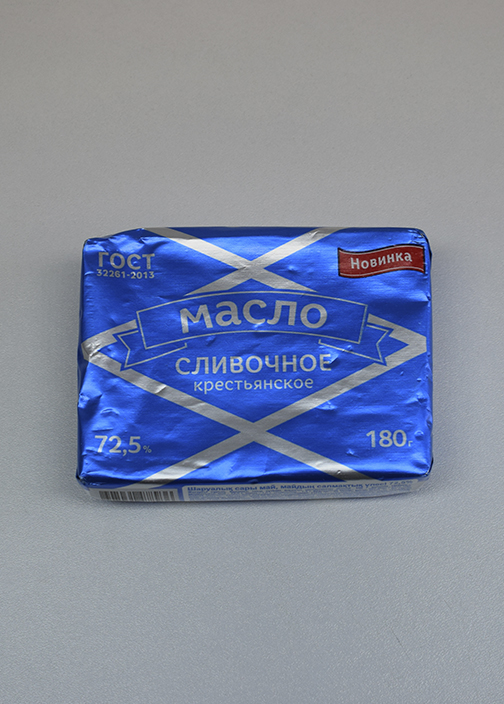 ГОСТ
32261-2013
Новинка
масло
сливочное
крестьянское
72,5%
180г